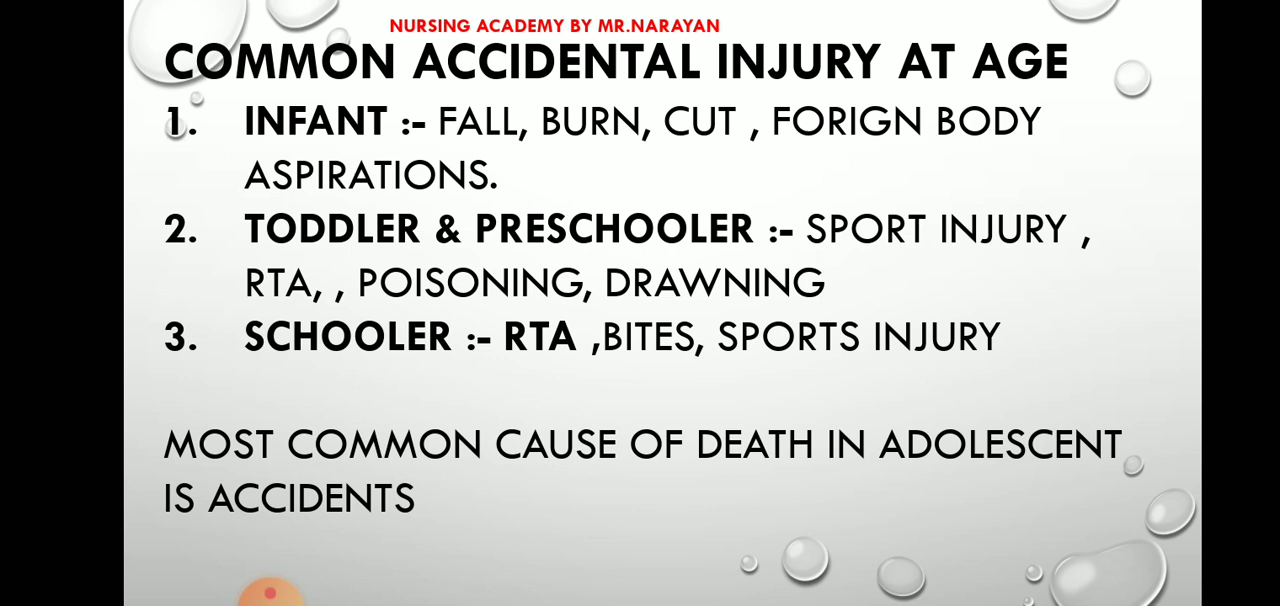 NURSING ACADEMY BY MR.NARAYAN
COMMON ACCIDENTAL INJURY AT AGE
1. INFANT :- FALL, BURN, CUT , FORIGN BODY
ASPIRATIONS.
2. TODDLER & PRESCHOOLER :- SPORT INJURY ,
RTA, , POISONING, DRAWNING
3. SCHOOLER :- RTA ,BITES, SPORTS INJURY
MOST COMMON CAUSE OF DEATH IN ADOLESCENT
IS ACCIDENTS